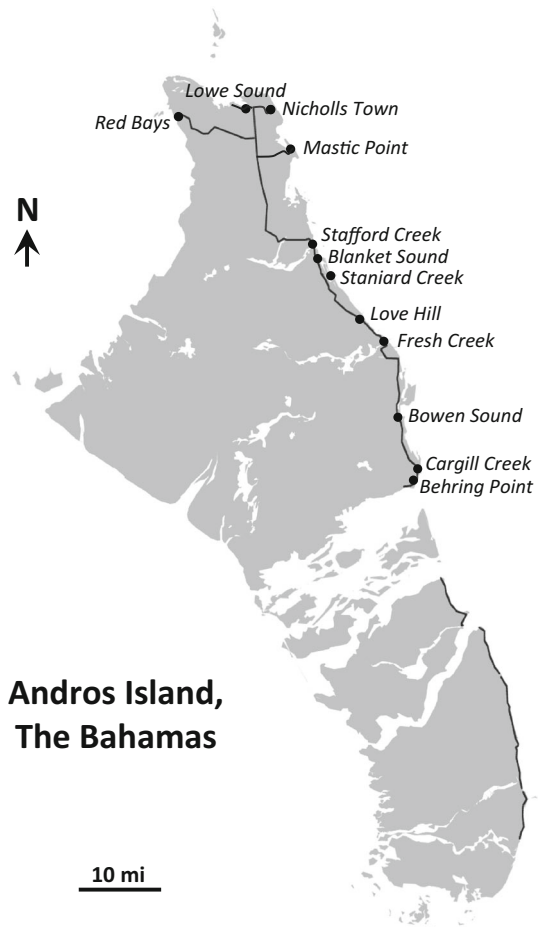 Lowe Sound
Nicholls Town
Red Bays
Mastic Point
N
Stafford Creek
Blanket Sound
Staniard Creek
Love Hill
Fresh Creek
Bowen Sound
Cargill Creek
Behring Point
Andros Island,
The Bahamas
10 mi